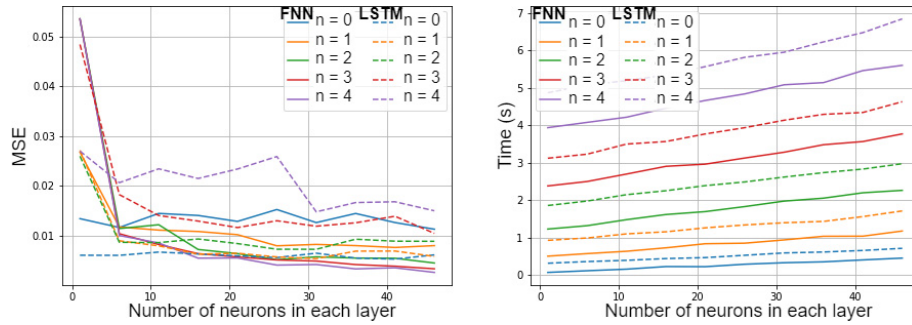 FNN LSTM
n = 0 n = 0
n = 1 n = 1
n = 2 n = 2
n = 3 n = 3
n = 4 n = 4
0.05
0.04
0.03
0.02
0.01
MSE
0 10 20 30 40
Number of neurons in each layer
FNN LSTM
n = 0 n = 0
n = 1 n = 1
n = 2 n = 2
n = 3 n = 3
n = 4 n = 4
7
6
5
4
3
2
1
0
Time (s)
0 10 20 30 40
Number of neurons in each layer